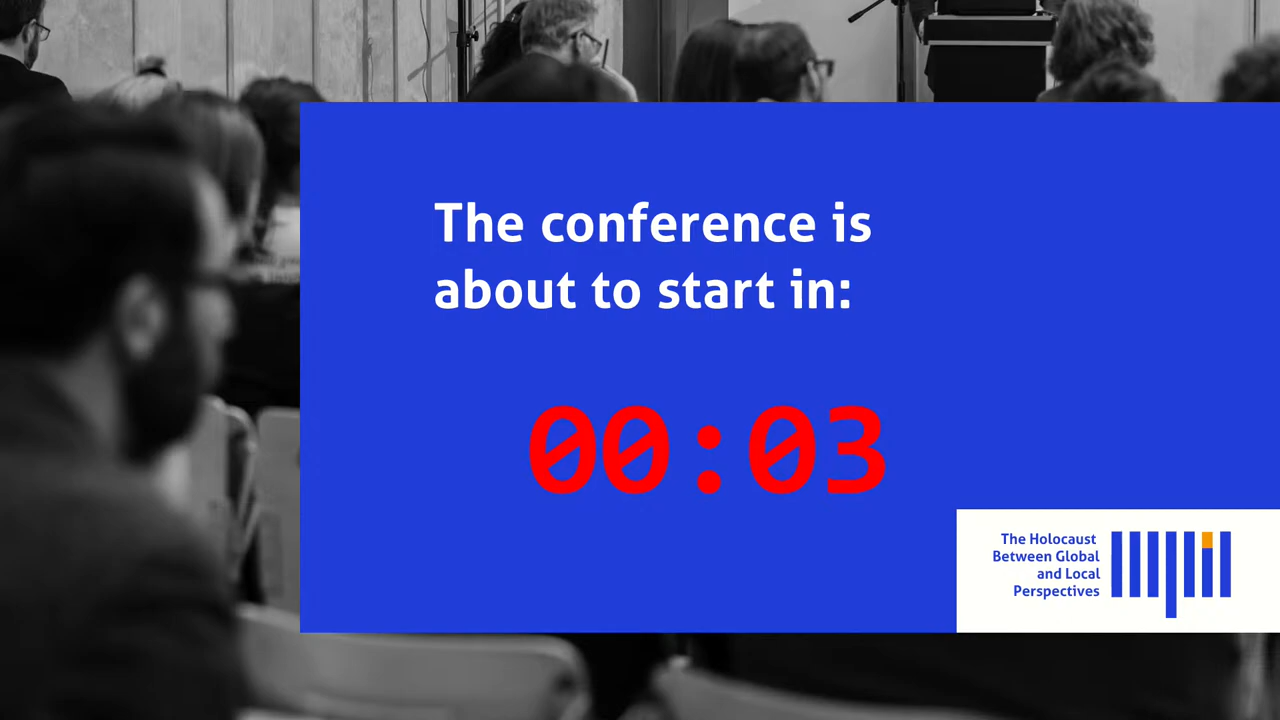 The conference is
about to start in:
00:03
The Holocaust
Between Global
and Local
Perspectives